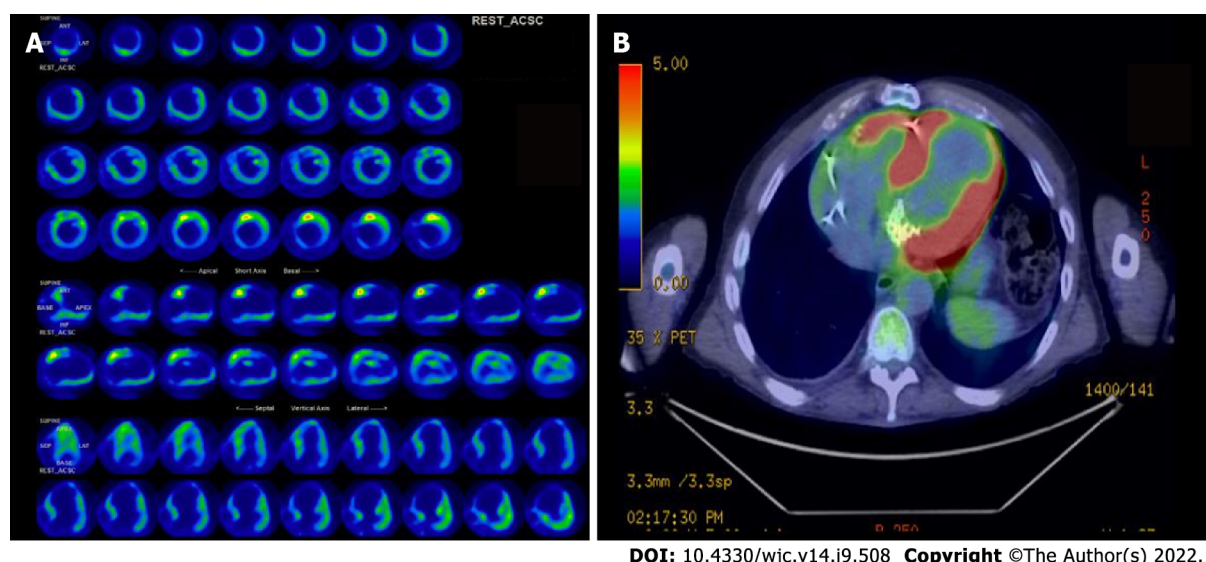 A
SUPINE
ANT
SEP
LAT
INF
REST_ACSC
REST_ACSC
<----- Apical Short Axis Basal ----->
SUPINE
ANT
BASE
APEX
INF
REST_ACSC
<----- Septal Vertical Axis Lateral ----->
SUPINE
APEX
SEP
LAT
BASE
REST_ACSC
B
5.00
0.00
35 % PET
3.3
3.3mm /3.3sp
02:17:30 PM
L
250
1400/141
DOI: 10.4330/wjc.v14.i9.508 Copyright ©The Author(s) 2022.